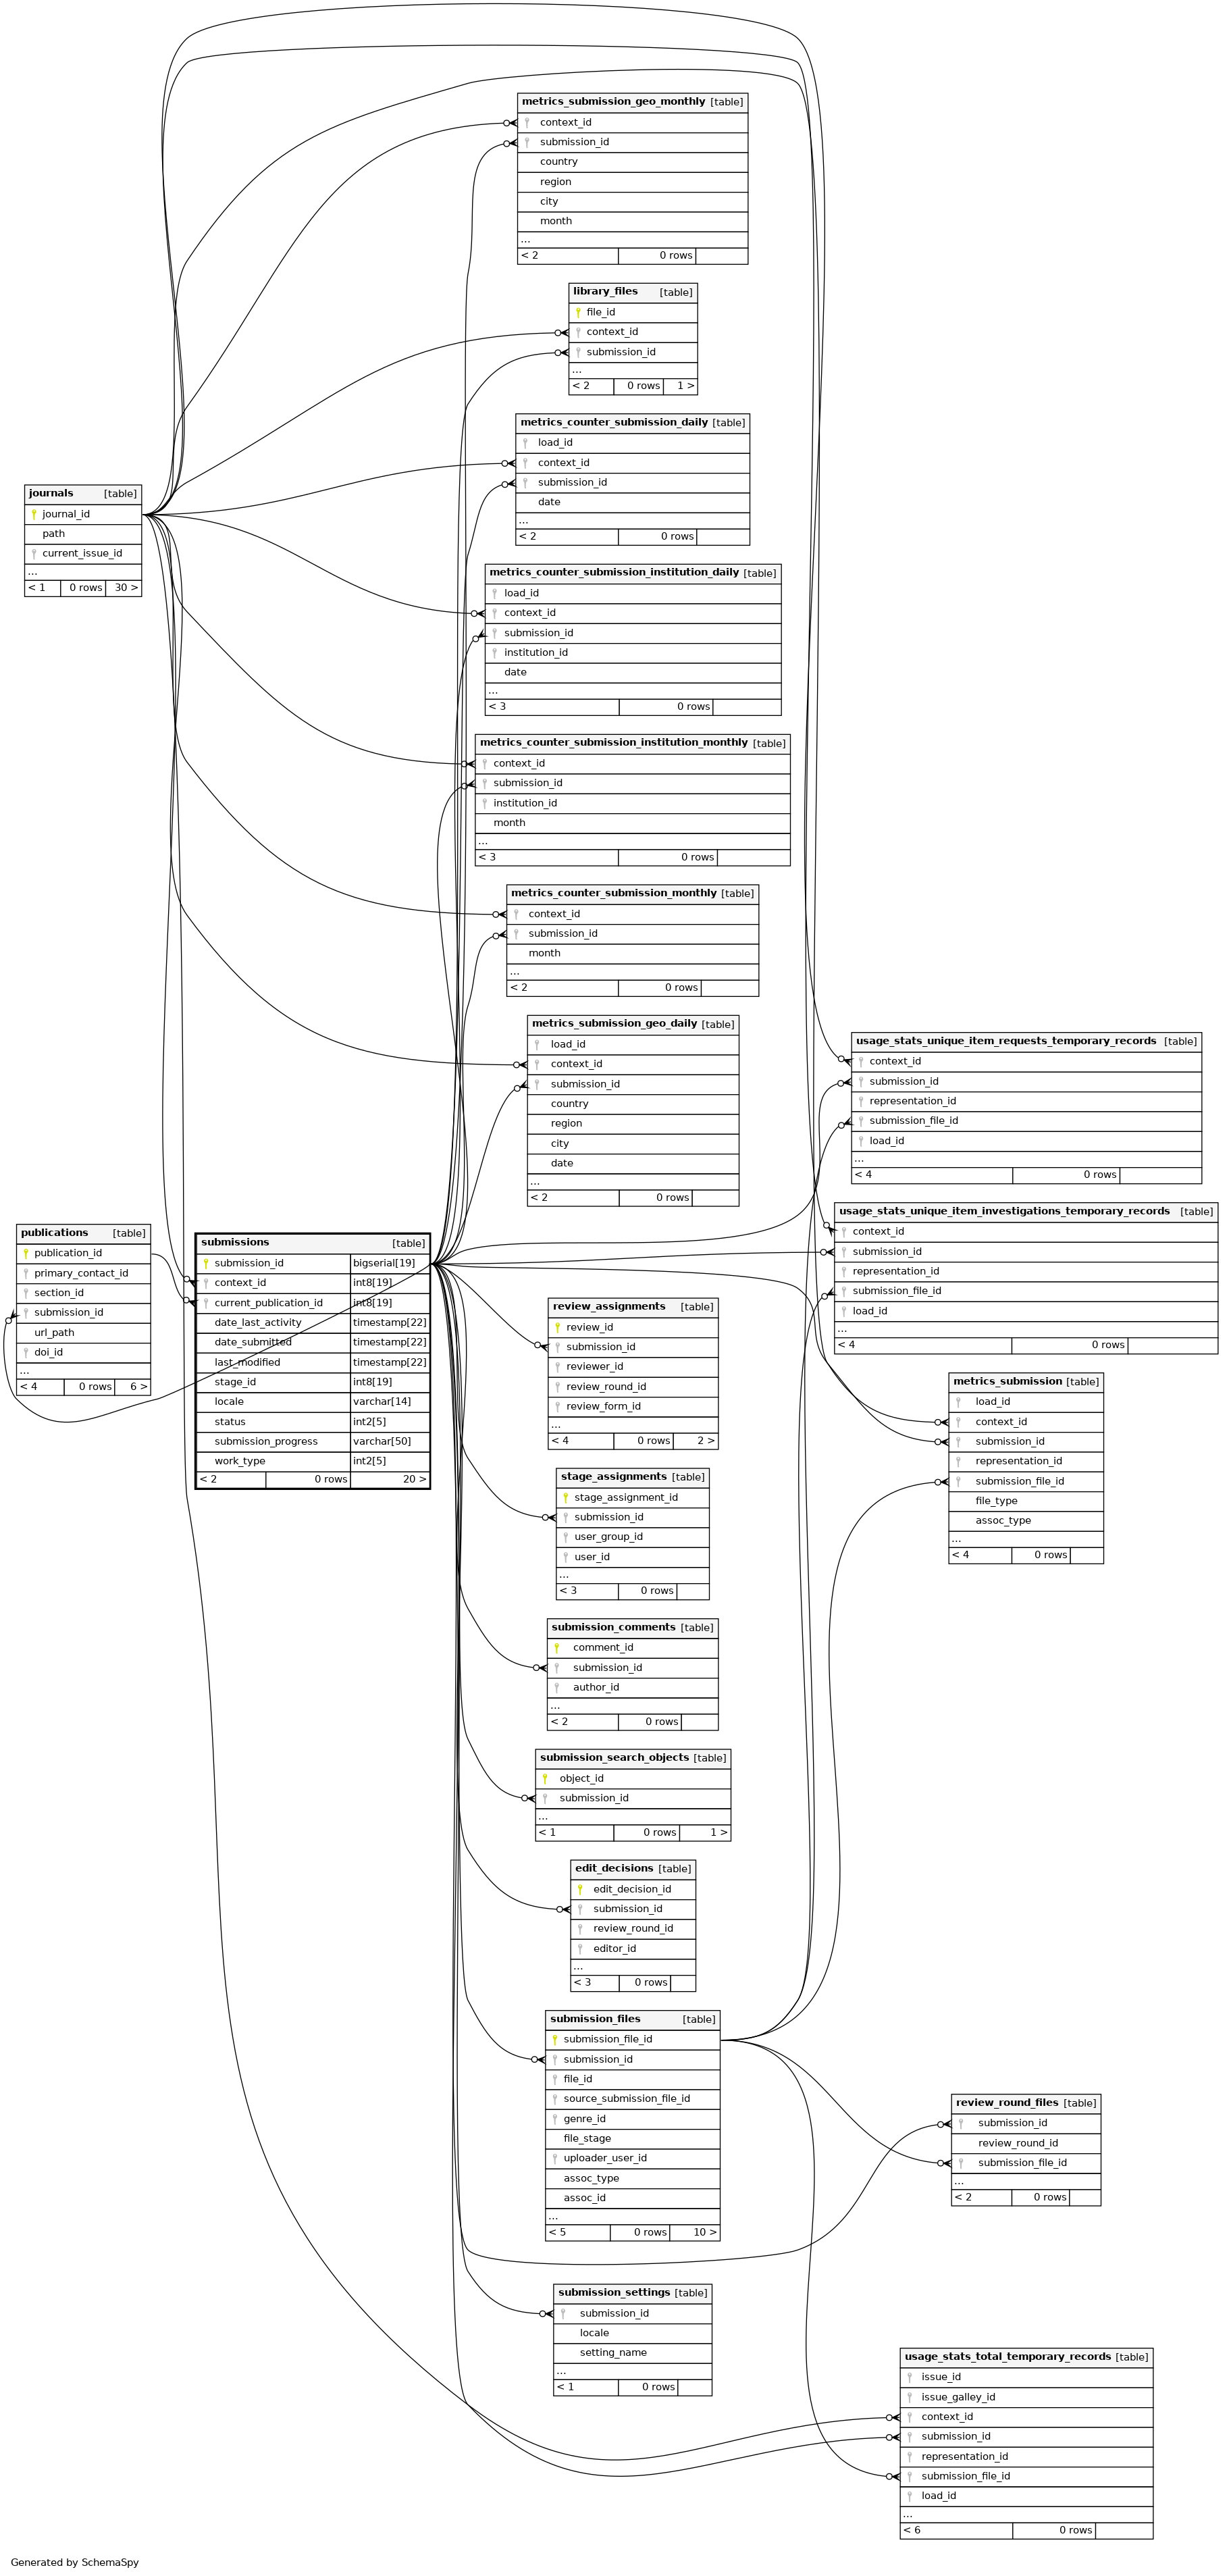 metrics_submission_geo_monthly [table]
context_id
submission_id
country
region
city
month
...
< 2 0 rows
library_files [table]
file_id
context_id
submission_id
...
< 2 0 rows 1 >
metrics_counter_submission_daily [table]
load_id
context_id
submission_id
date
...
< 2 0 rows
journals [table]
journal_id
path
current_issue_id
...
< 1 0 rows 30 >
metrics_counter_submission_institution_daily [table]
load_id
context_id
submission_id
institution_id
date
...
< 3 0 rows
metrics_counter_submission_institution_monthly [table]
context_id
submission_id
institution_id
month
...
< 3 0 rows
metrics_counter_submission_monthly [table]
context_id
submission_id
month
...
< 2 0 rows
metrics_submission_geo_daily [table]
load_id
context_id
submission_id
country
region
city
date
...
< 2 0 rows
usage_stats_unique_item_requests_temporary_records [table]
context_id
submission_id
representation_id
submission_file_id
load_id
...
< 4 0 rows
usage_stats_unique_item_investigations_temporary_records [table]
context_id
submission_id
representation_id
submission_file_id
load_id
...
< 4 0 rows
publications [table]
publication_id
primary_contact_id
section_id
submission_id
url_path
doi_id
...
< 4 0 rows 6 >
submissions [table]
submission_id bigserial[19]
context_id int8[19]
current_publication_id int8[19]
date_last_activity timestamp[22]
date_submitted timestamp[22]
last_modified timestamp[22]
stage_id int8[19]
locale varchar[14]
status int2[5]
submission_progress varchar[50]
work_type int2[5]
< 2 0 rows 20 >
review_assignments [table]
review_id
submission_id
reviewer_id
review_round_id
review_form_id
...
< 4 0 rows 2 >
metrics_submission [table]
load_id
context_id
submission_id
representation_id
submission_file_id
file_type
assoc_type
...
< 4 0 rows
stage_assignments [table]
stage_assignment_id
submission_id
user_group_id
user_id
...
< 3 0 rows
submission_comments [table]
comment_id
submission_id
author_id
...
< 2 0 rows
submission_search_objects [table]
object_id
submission_id
...
< 1 0 rows 1 >
edit_decisions [table]
edit_decision_id
submission_id
review_round_id
editor_id
...
< 3 0 rows
submission_files [table]
submission_file_id
submission_id
file_id
source_submission_file_id
genre_id
file_stage
uploader_user_id
assoc_type
assoc_id
...
< 5 0 rows 10 >
review_round_files [table]
submission_id
review_round_id
submission_file_id
...
< 2 0 rows
submission_settings [table]
submission_id
locale
setting_name
...
< 1 0 rows
usage_stats_total_temporary_records [table]
issue_id
issue_galley_id
context_id
submission_id
representation_id
submission_file_id
load_id
...
< 6 0 rows
Generated by SchemaSpy